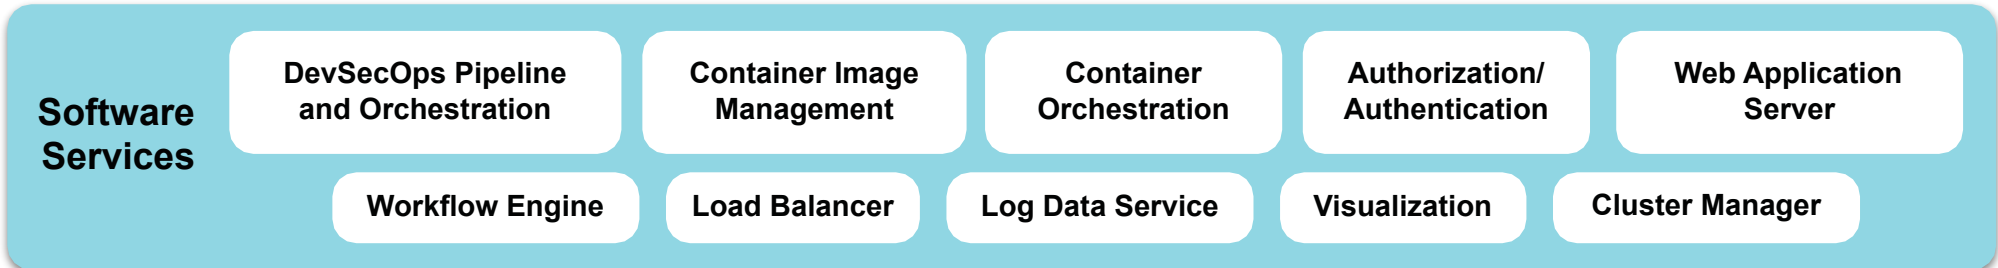 Software
Services
DevSecOps Pipeline
and Orchestration
Container Image
Management
Container
Orchestration
Authorization/
Authentication
Web Application
Server
Workflow Engine
Load Balancer
Log Data Service
Visualization
Cluster Manager